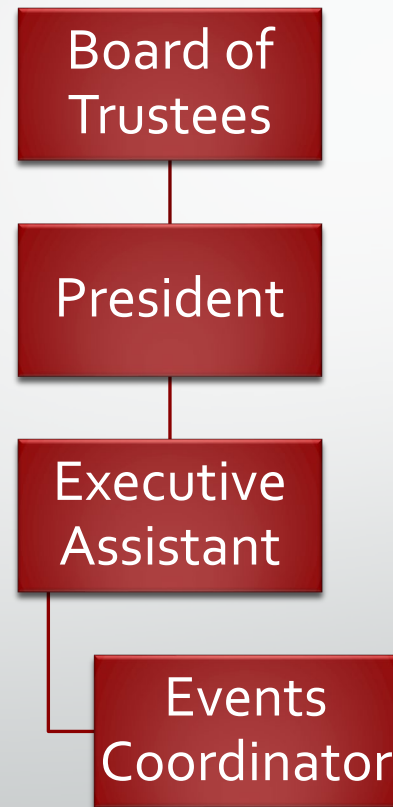 Board of
Trustees
President
Executive
Assistant
Events
Coordinator